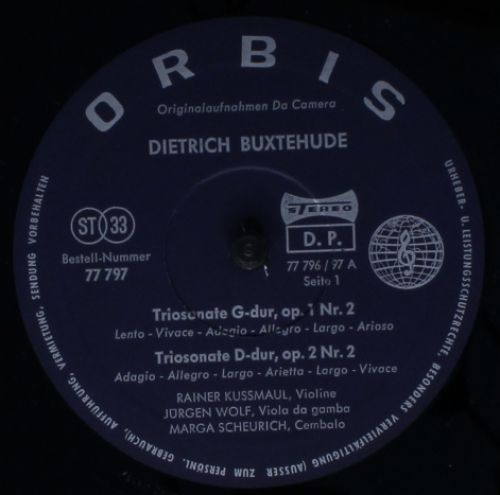 ORBIS
Originalaufnahmen Da Camera
DIETRICH BUXTEHUDE
ST 33
Bestell-Nummer
77 797
STEREO
D. P.
77 796 / 97 A
Seite 1
Triosonate G-dur, op. 1 Nr. 2
Lento - Vivace - Adagio - Allegro - Largo - Arioso
Triosonate D-dur, op. 2 Nr. 2
Adagio - Allegro - Largo - Arietta - Largo - Vivace
RAINER KUSSMAUL, Violine
JÜRGEN WOLF, Viola da gamba
MARGA SCHEURICH, Cembalo
URHEBER- U. LEISTUNGSSCHUTZRECHTE, BESONDERS VERVIELFÄLTIGUNG (AUSSER ZUM PERSÖNL. GEBRAUCH), AUFFÜHRUNG, VERMIETUNG, SENDUNG VORBEHALTEN